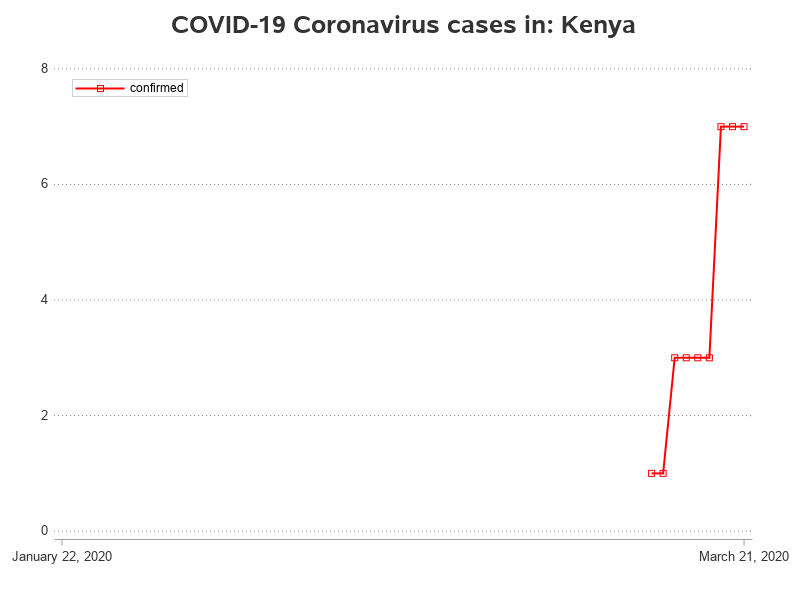 COVID-19 Coronavirus cases in: Kenya
8
confirmed
6
4
2
0
January 22, 2020
March 21, 2020